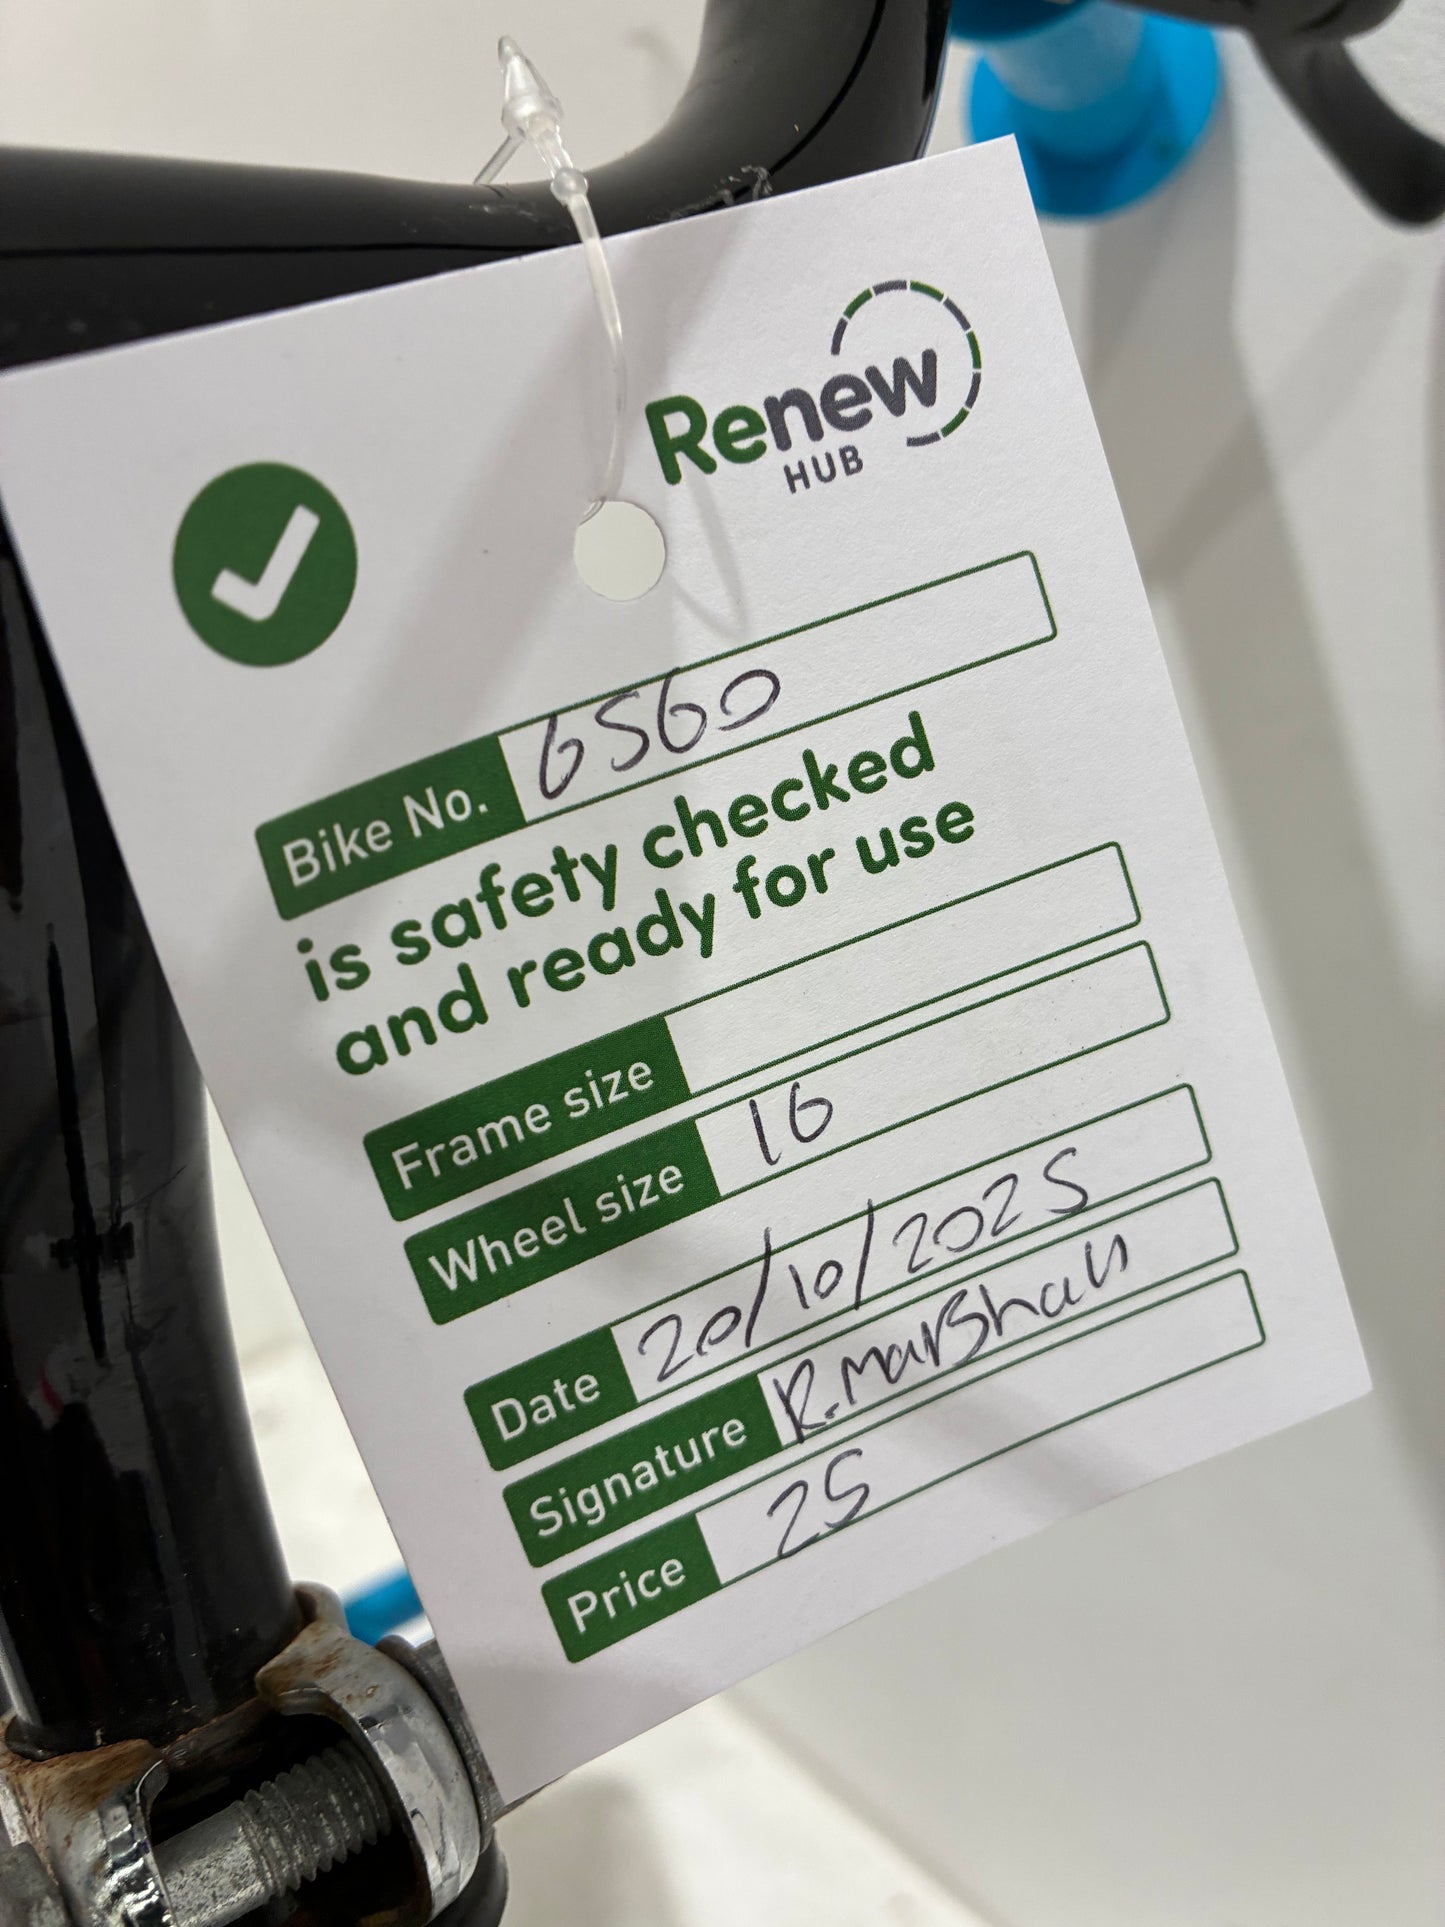 Renew
HUB
Bike No. 6560
is safety checked
and ready for use
Frame size
Wheel size 16
Date 20/10/2025
Signature R.Marshall
Price 25